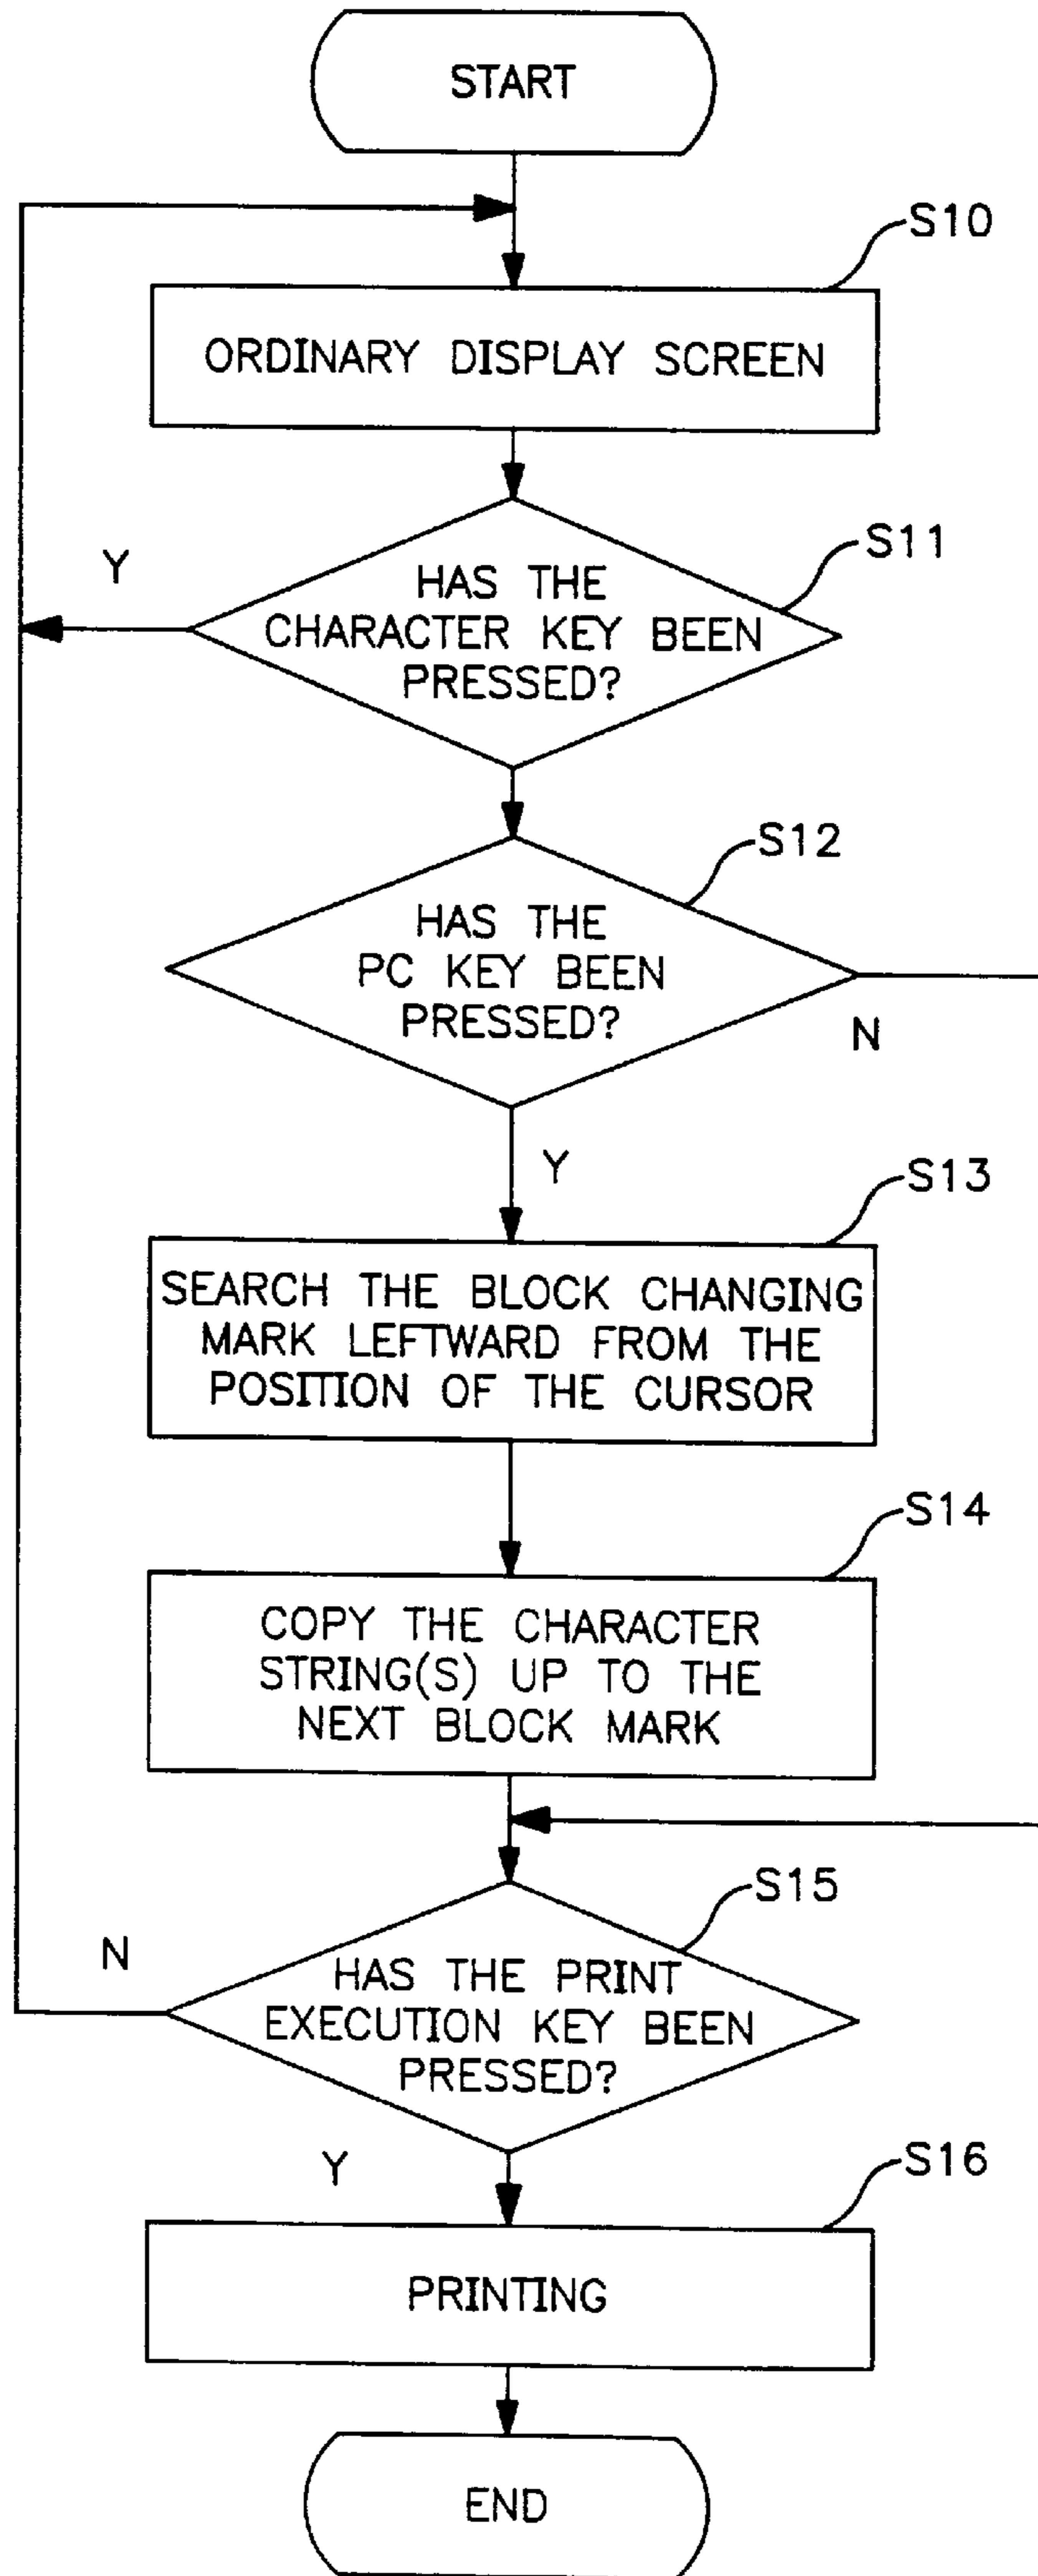 START
S10
ORDINARY DISPLAY SCREEN
S11
Y
HAS THE
CHARACTER KEY BEEN
PRESSED?
S12
HAS THE
PC KEY BEEN
PRESSED?
N
Y
S13
SEARCH THE BLOCK CHANGING
MARK LEFTWARD FROM THE
POSITION OF THE CURSOR
S14
COPY THE CHARACTER
STRING(S) UP TO THE
NEXT BLOCK MARK
S15
N
HAS THE PRINT
EXECUTION KEY BEEN
PRESSED?
Y
S16
PRINTING
END